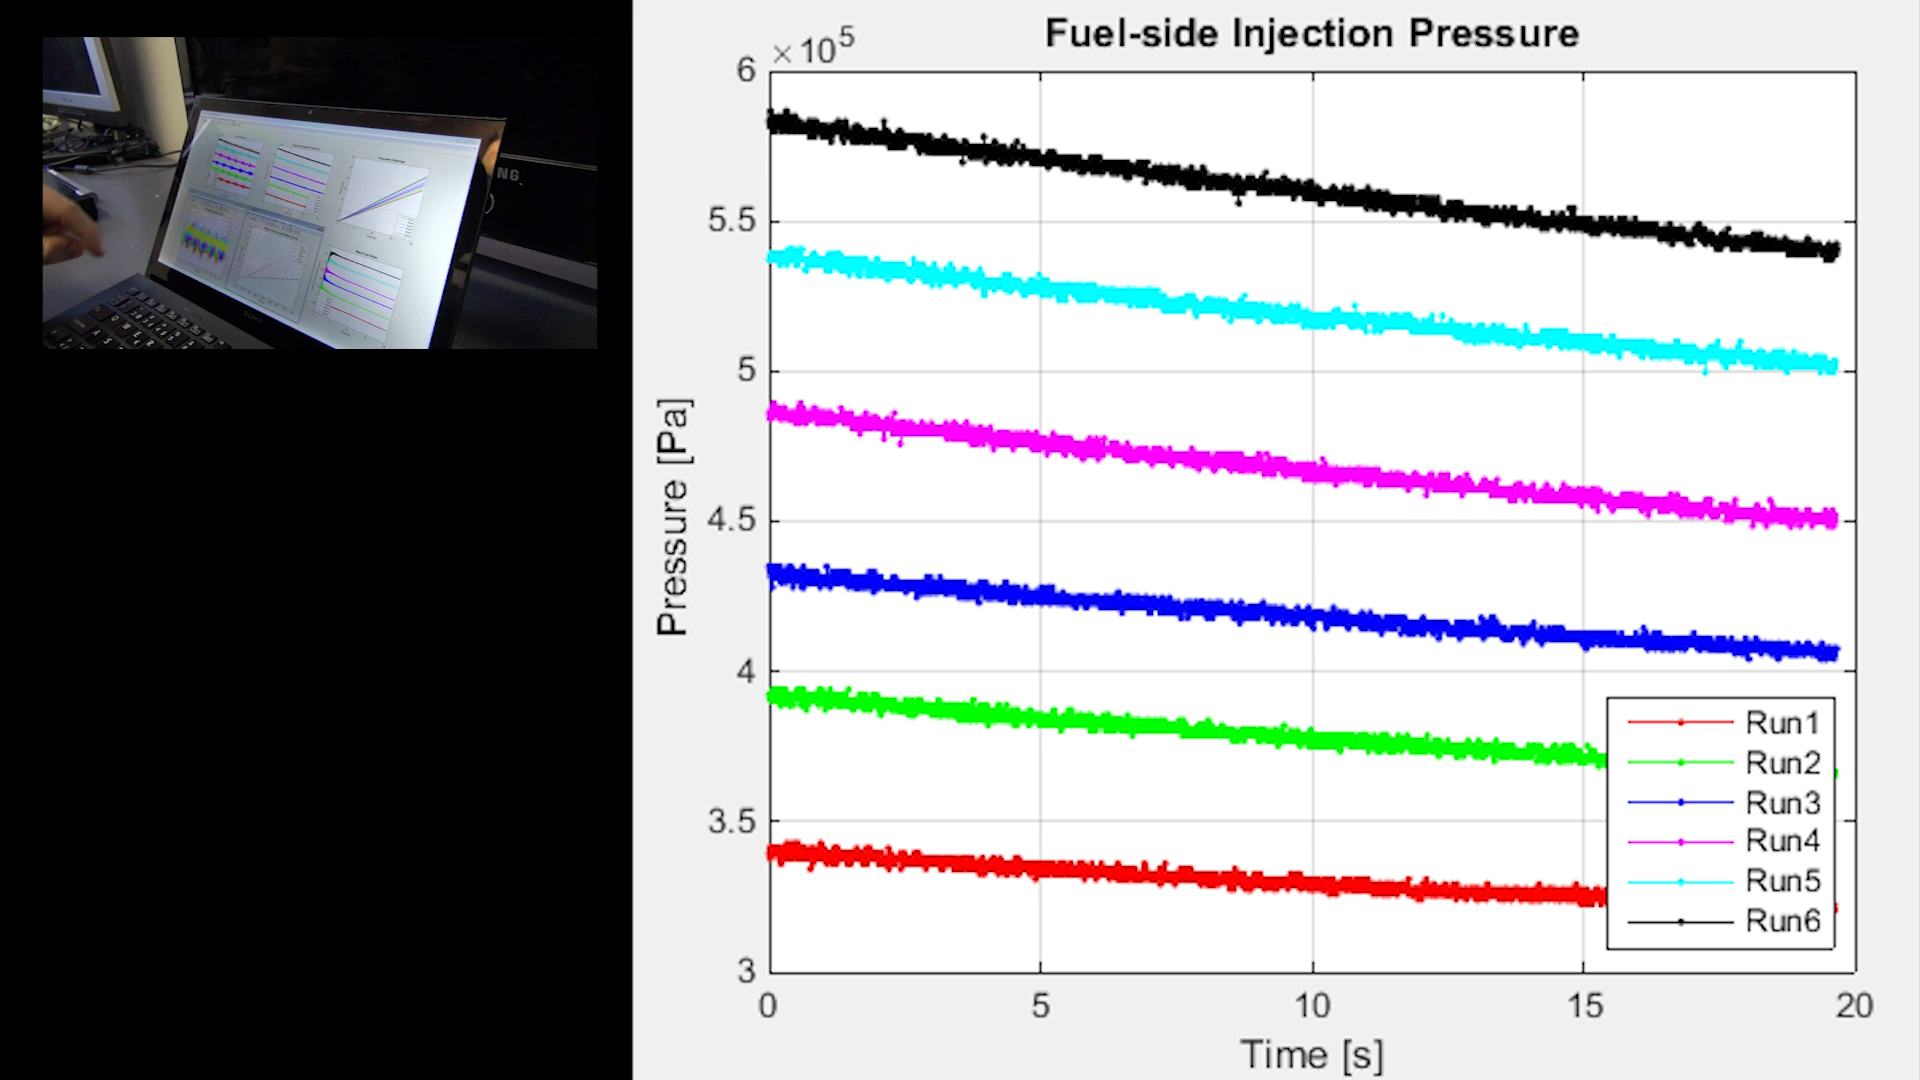 Fuel-side Injection Pressure
×10^5
6
5.5
5
4.5
4
3.5
3
Pressure [Pa]
0 5 10 15 20
Time [s]
Run1
Run2
Run3
Run4
Run5
Run6
NG
SONY